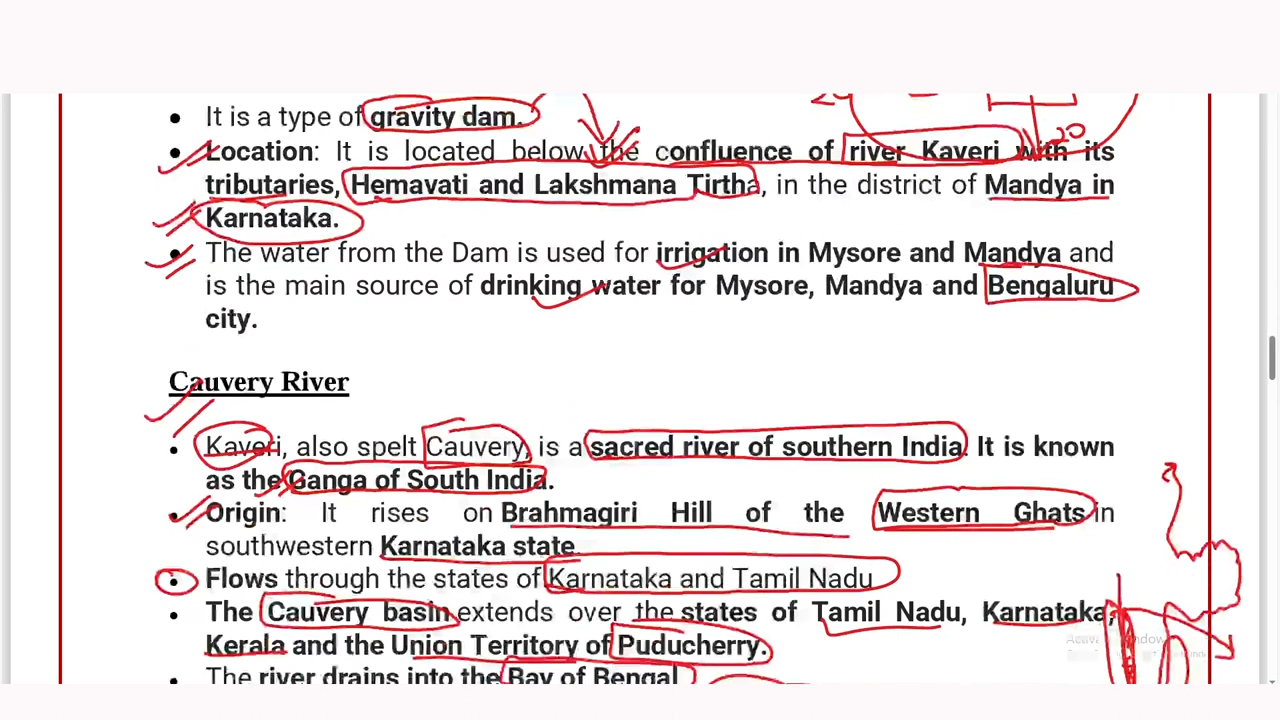 20
• It is a type of gravity dam.
• Location: It is located below the confluence of river Kaveri with its
tributaries, Hemavati and Lakshmana Tirtha, in the district of Mandya in
Karnataka.
• The water from the Dam is used for irrigation in Mysore and Mandya and
is the main source of drinking water for Mysore, Mandya and Bengaluru
city.
Cauvery River
• Kaveri, also spelt Cauvery, is a sacred river of southern India. It is known
as the Ganga of South India.
• Origin: It rises on Brahmagiri Hill of the Western Ghats in
southwestern Karnataka state.
• Flows through the states of Karnataka and Tamil Nadu
• The Cauvery basin extends over the states of Tamil Nadu, Karnataka,
Kerala and the Union Territory of Puducherry.
• The river drains into the Bay of Bengal.